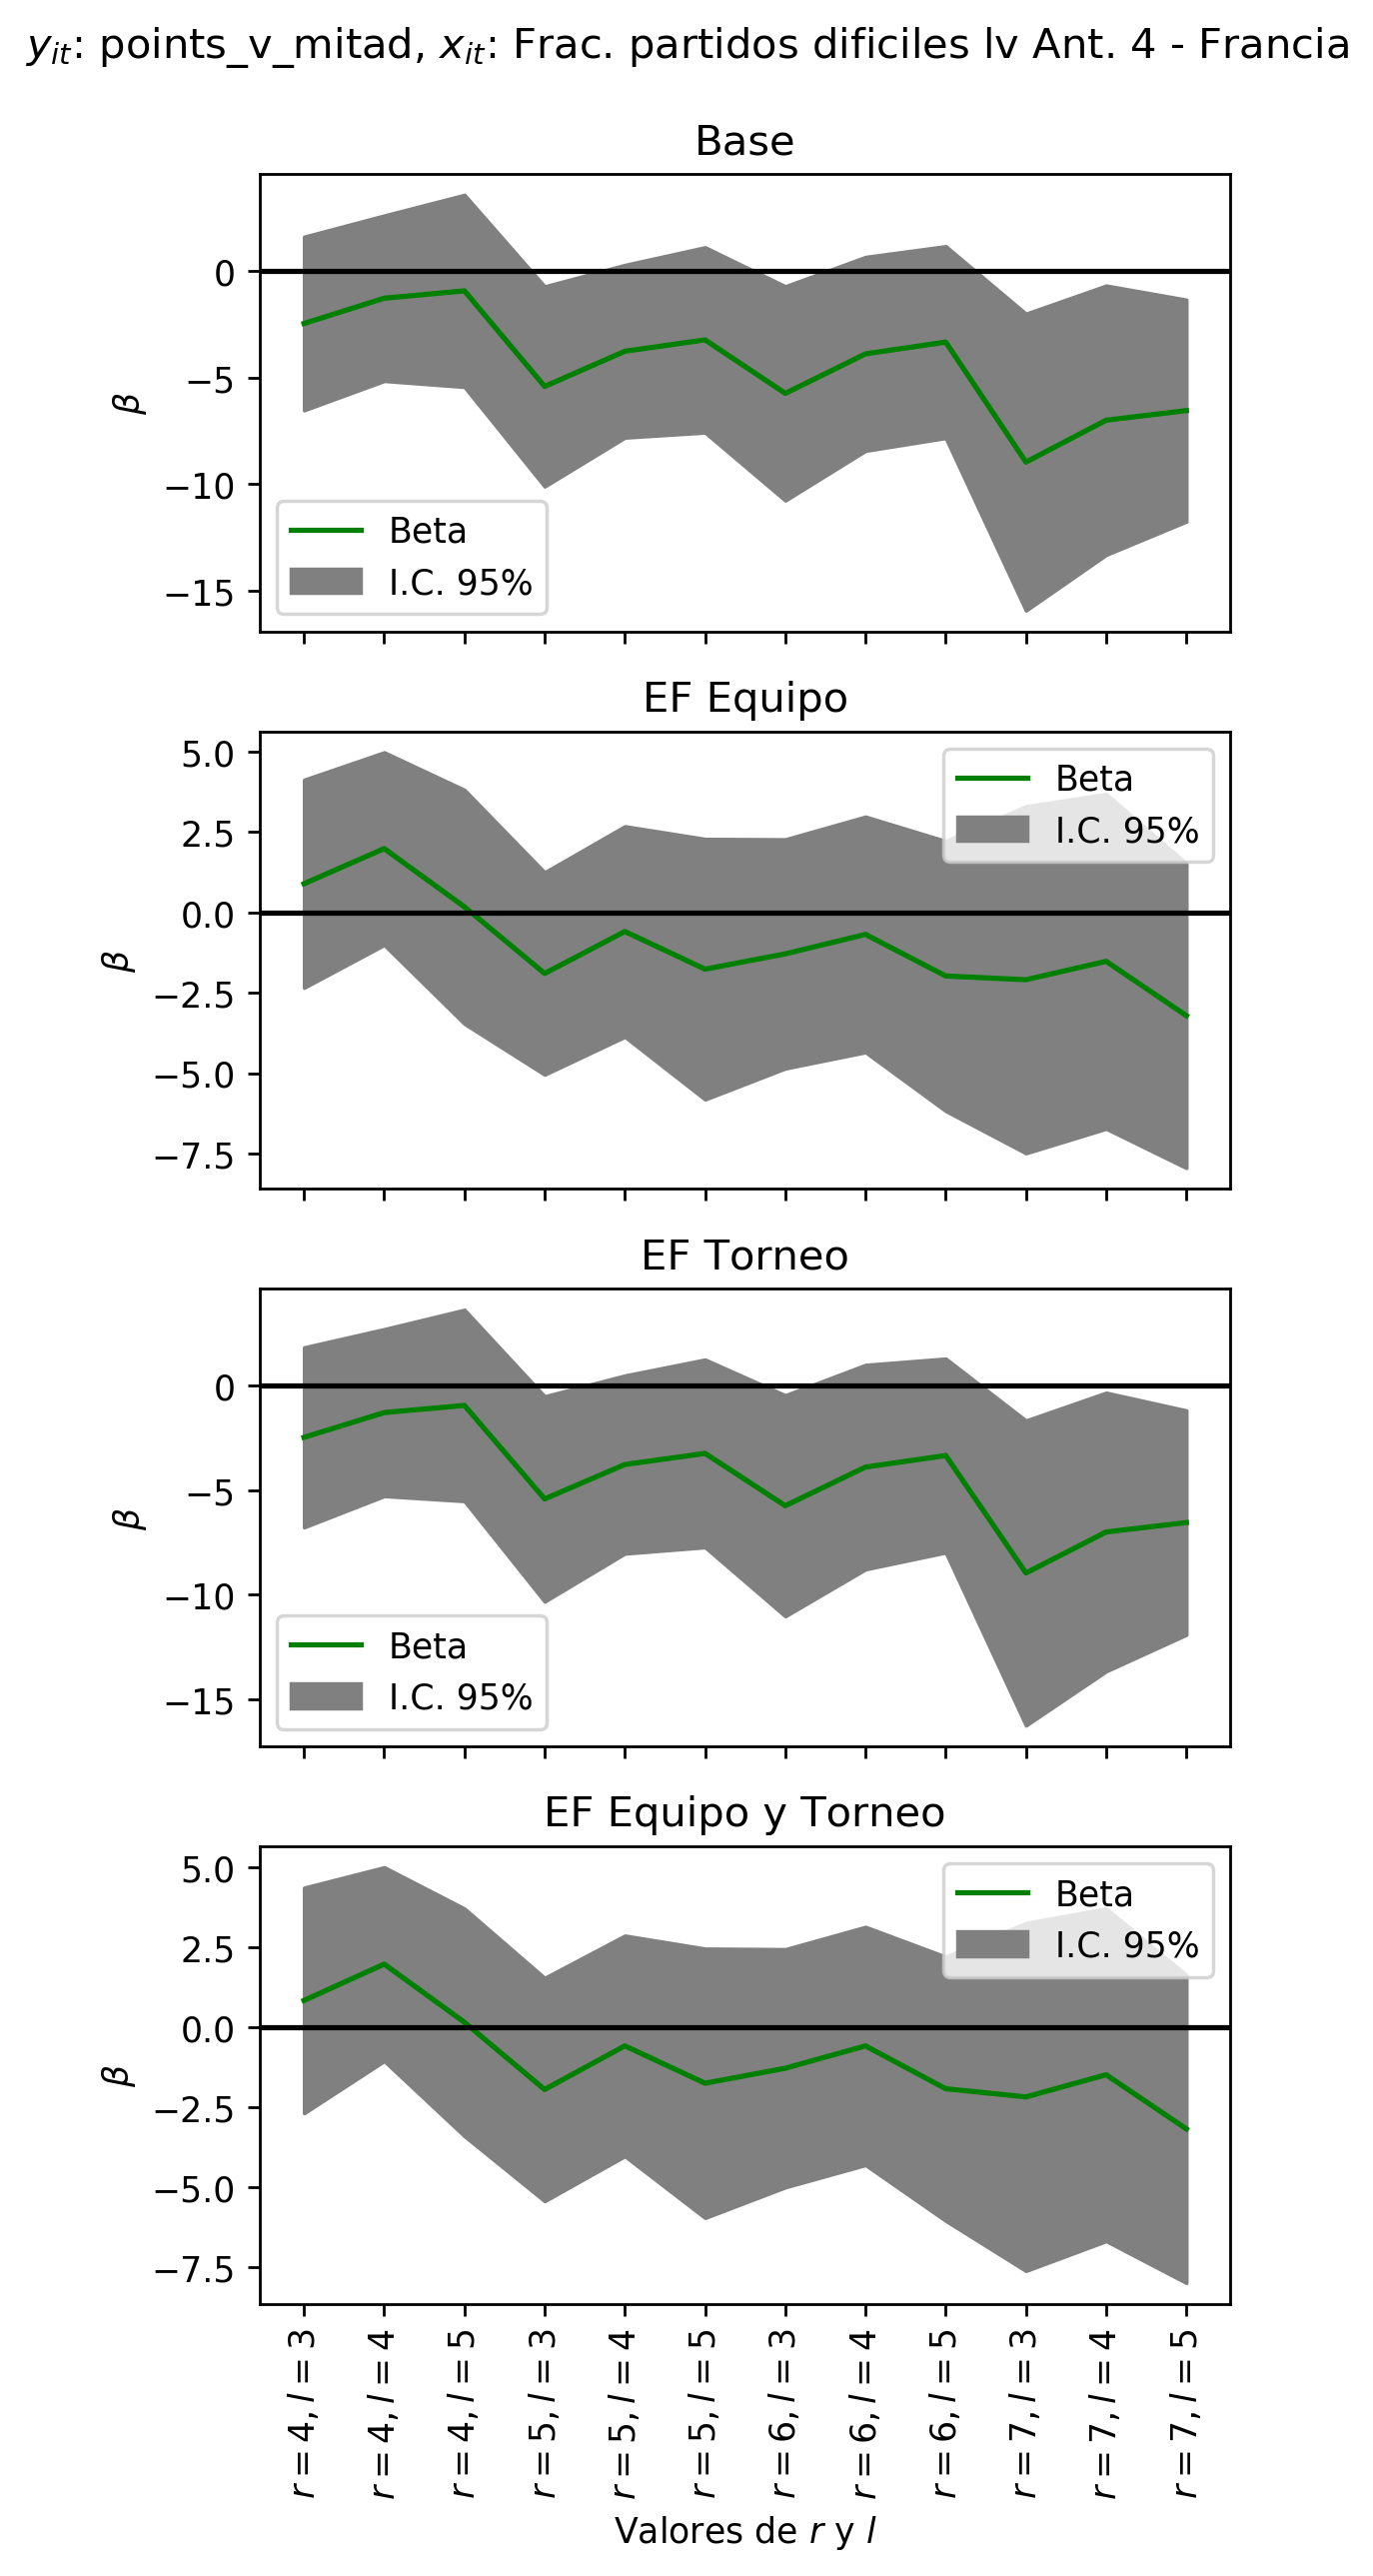 y_it: points_v_mitad, x_it: Frac. partidos dificiles lv Ant. 4 - Francia
Base
0
−5
−10
−15
β
Beta
I.C. 95%
EF Equipo
5.0
2.5
0.0
−2.5
−5.0
−7.5
β
Beta
I.C. 95%
EF Torneo
0
−5
−10
−15
β
Beta
I.C. 95%
EF Equipo y Torneo
5.0
2.5
0.0
−2.5
−5.0
−7.5
β
Beta
I.C. 95%
r = 4, l = 3
r = 4, l = 4
r = 4, l = 5
r = 5, l = 3
r = 5, l = 4
r = 5, l = 5
r = 6, l = 3
r = 6, l = 4
r = 6, l = 5
r = 7, l = 3
r = 7, l = 4
r = 7, l = 5
Valores de r y l